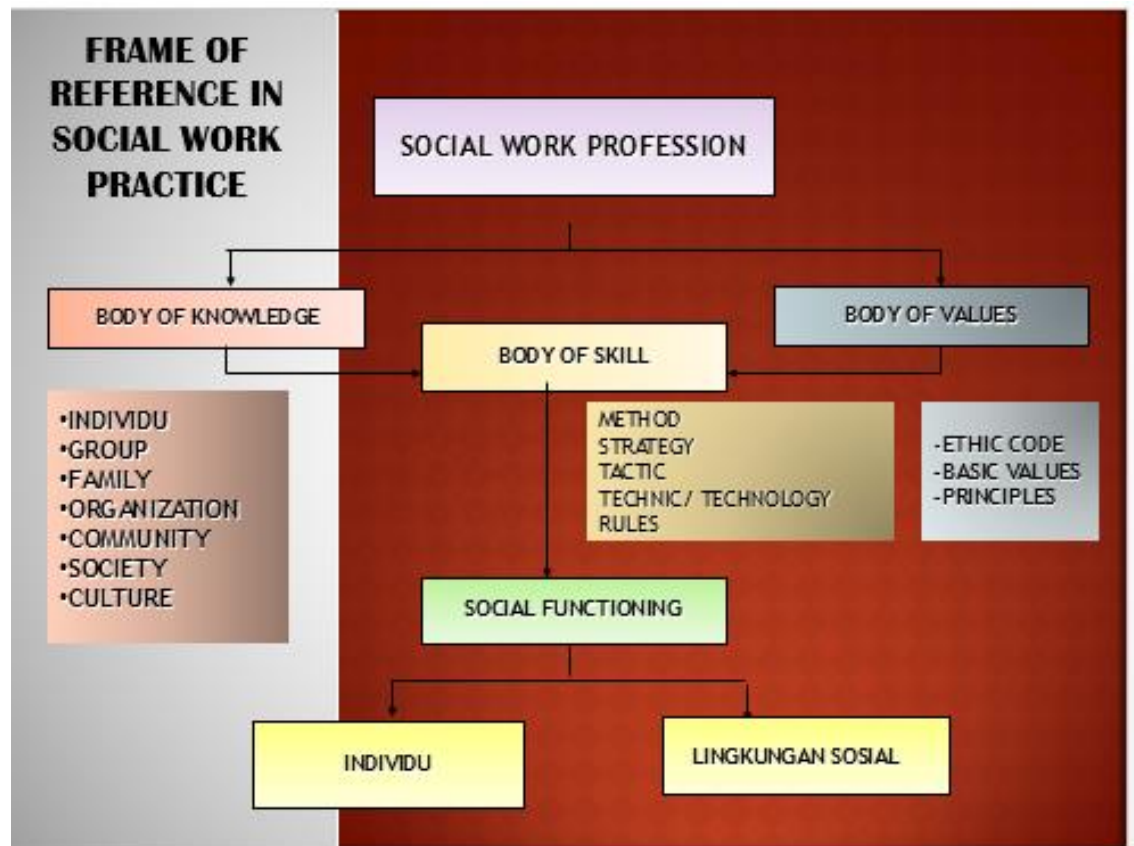 FRAME OF
REFERENCE IN
SOCIAL WORK
PRACTICE
SOCIAL WORK PROFESSION
BODY OF KNOWLEDGE
BODY OF VALUES
BODY OF SKILL
•INDIVIDU
•GROUP
•FAMILY
•ORGANIZATION
•COMMUNITY
•SOCIETY
•CULTURE
METHOD
STRATEGY
TACTIC
TECHNIC/ TECHNOLOGY
RULES
-ETHIC CODE
-BASIC VALUES
-PRINCIPLES
SOCIAL FUNCTIONING
INDIVIDU
LINGKUNGAN SOSIAL